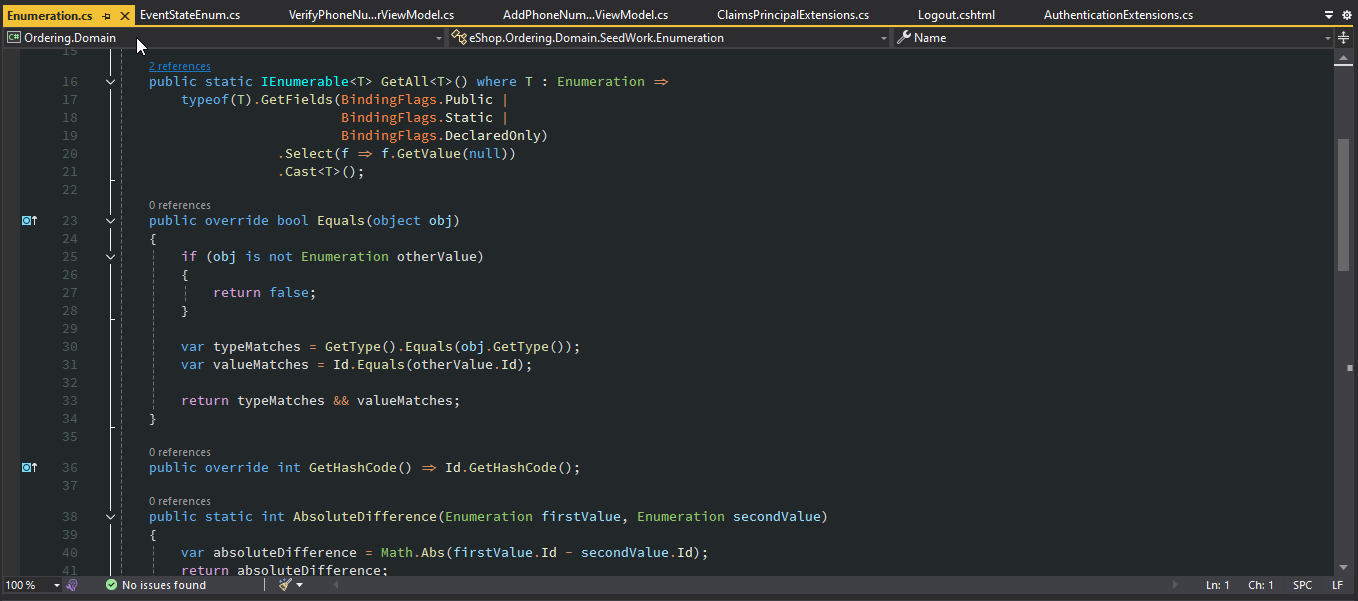 Enumeration.cs EventStateEnum.cs VerifyPhoneNu...rViewModel.cs AddPhoneNum...ViewModel.cs ClaimsPrincipalExtensions.cs Logout.cshtml AuthenticationExtensions.cs
C# Ordering.Domain eShop.Ordering.Domain.SeedWork.Enumeration Name
15
2 references
16 public static IEnumerable<T> GetAll<T>() where T : Enumeration =>
17 typeof(T).GetFields(BindingFlags.Public |
18 BindingFlags.Static |
19 BindingFlags.DeclaredOnly)
20 .Select(f => f.GetValue(null))
21 .Cast<T>();
22
0 references
23 public override bool Equals(object obj)
24 {
25 if (obj is not Enumeration otherValue)
26 {
27 return false;
28 }
29
30 var typeMatches = GetType().Equals(obj.GetType());
31 var valueMatches = Id.Equals(otherValue.Id);
32
33 return typeMatches && valueMatches;
34 }
35
0 references
36 public override int GetHashCode() => Id.GetHashCode();
37
0 references
38 public static int AbsoluteDifference(Enumeration firstValue, Enumeration secondValue)
39 {
40 var absoluteDifference = Math.Abs(firstValue.Id - secondValue.Id);
41 return absoluteDifference;
100 % No issues found Ln: 1 Ch: 1 SPC LF